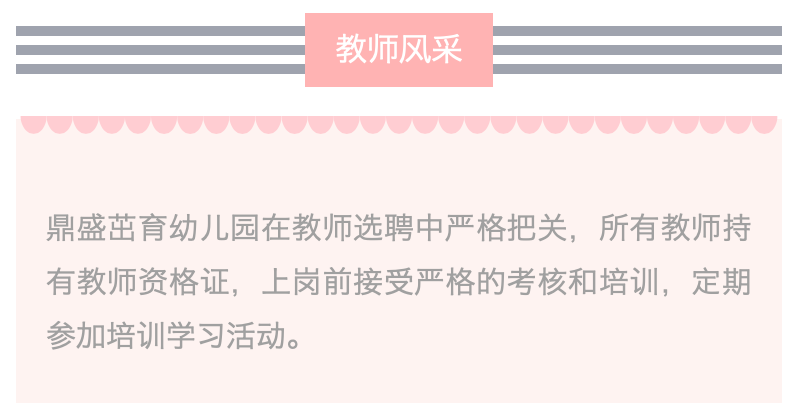 教师风采
鼎盛茁育幼儿园在教师选聘中严格把关，所有教师持
有教师资格证，上岗前接受严格的考核和培训，定期
参加培训学习活动。